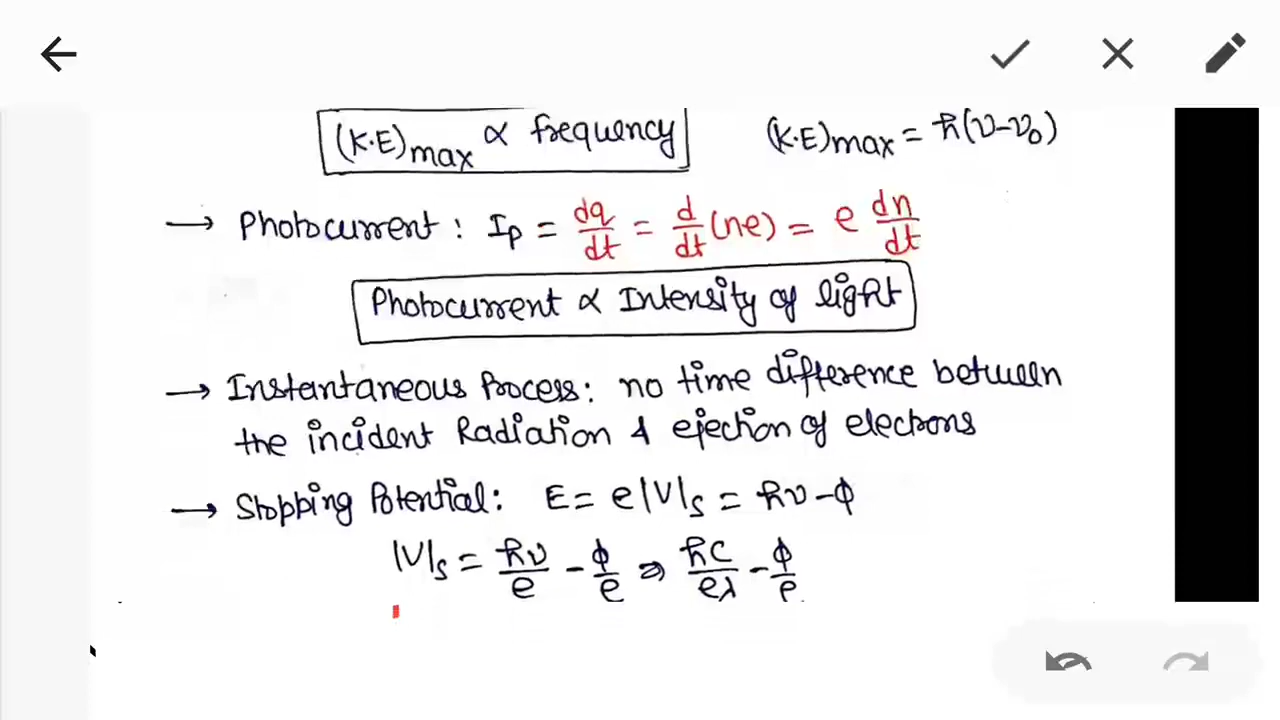 (K.E)max ∝ frequency (K.E)max = h(ν-ν₀)
→ Photocurrent : Ip = dq/dt = d/dt (ne) = e dn/dt
Photocurrent ∝ Intensity of light
→ Instantaneous Process: no time difference between
the incident Radiation & ejection of electrons
→ Stopping Potential: E = e|V|s = hν - ϕ
|V|s = hν/e - ϕ/e ⇒ hc/eλ - ϕ/e